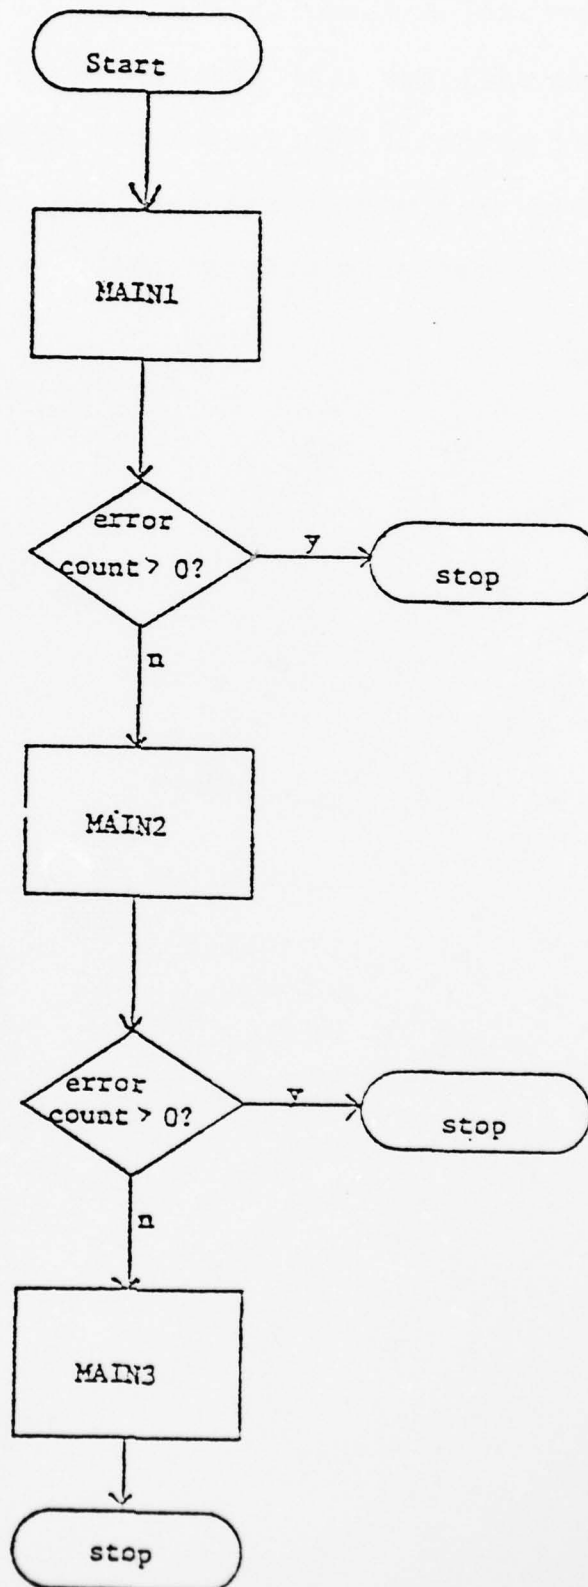 Start
MAIN1
error
count > 0?
y
stop
n
MAIN2
error
count > 0?
y
stop
n
MAIN3
stop